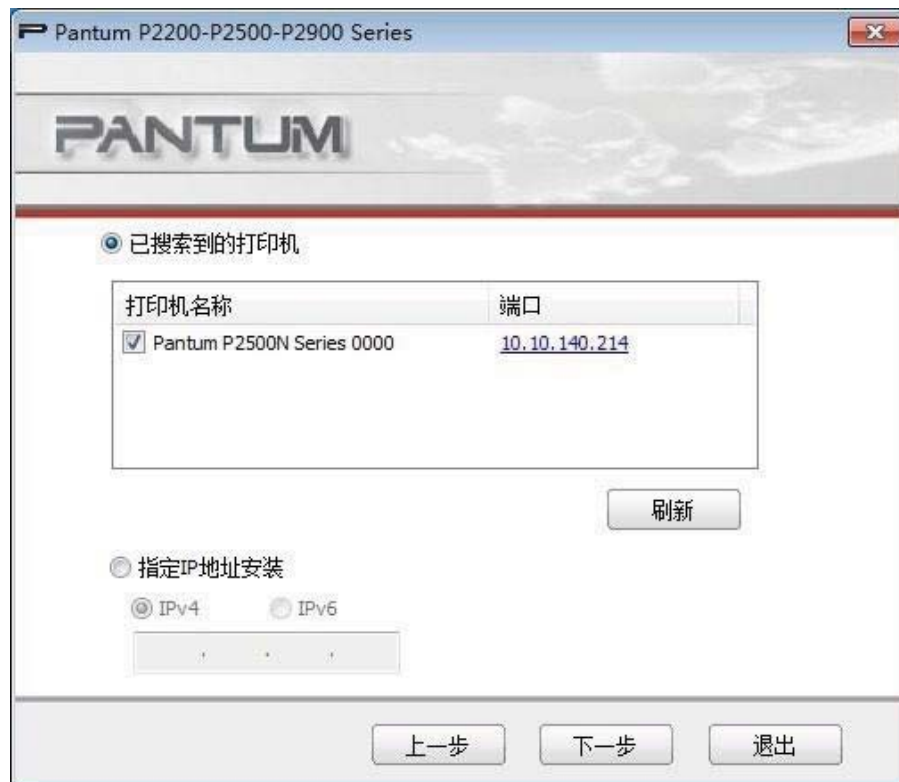 Pantum P2200-P2500-P2900 Series
PANTUM
已搜索到的打印机
打印机名称 端口
Pantum P2500N Series 0000 10.10.140.214
刷新
指定IP地址安装
IPv4 IPv6
. . .
上一步 下一步 退出